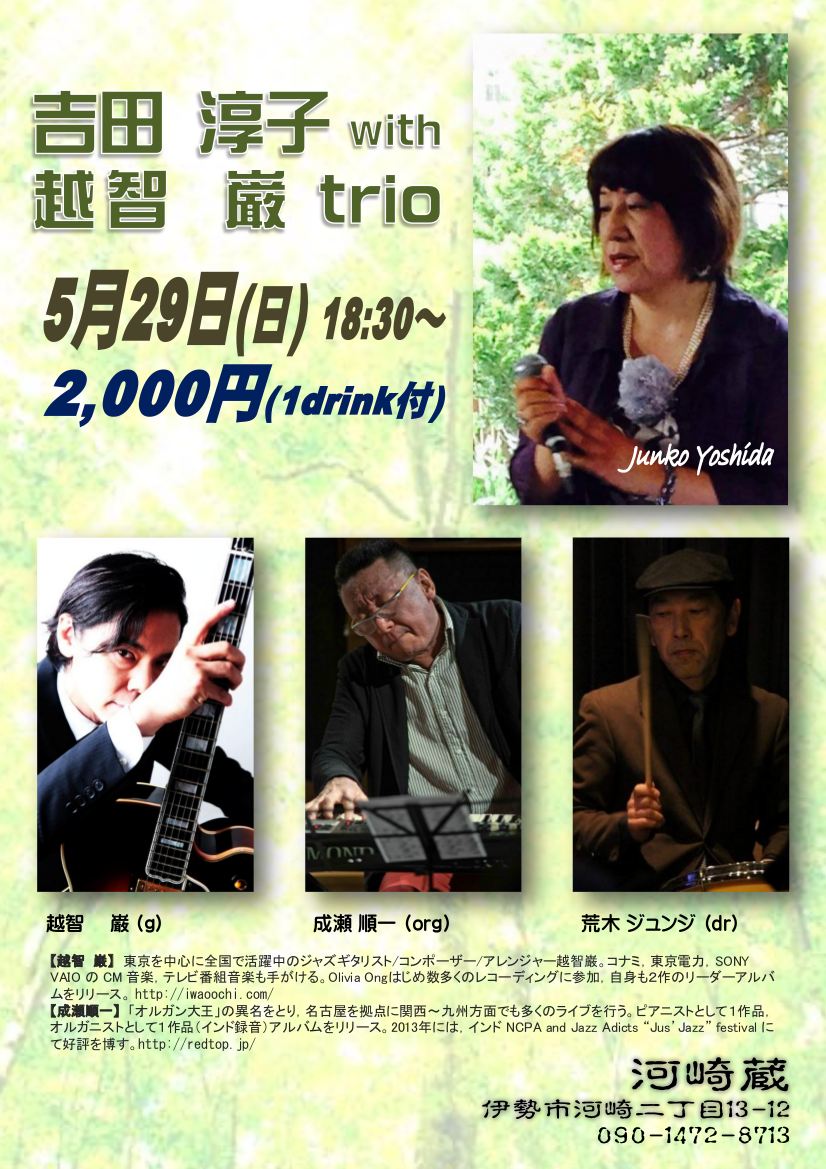 吉田 淳子 with
越智 巌 trio
5月29日(日) 18:30～
2,000円(1drink付)
Junko Yoshida
MOND
越智 巌 (g)
成瀬 順一 (org)
荒木 ジュンジ (dr)
【越智 巌】 東京を中心に全国で活躍中のジャズギタリスト/コンポーザー/アレンジャー越智巌。コナミ，東京電力，SONY
VAIO の CM 音楽，テレビ番組音楽も手がける。Olivia Ongはじめ数多くのレコーディングに参加，自身も2作のリーダーアルバ
ムをリリース。 http://iwaoochi.com/
【成瀬順一】 「オルガン大王」の異名をとり，名古屋を拠点に関西～九州方面でも多くのライブを行う。ピアニストとして１作品，
オルガニストとして１作品（インド録音）アルバムをリリース。2013年には，インド NCPA and Jazz Adicts “Jus’ Jazz” festival に
て好評を博す。http://redtop.jp/
河崎蔵
伊勢市河崎二丁目13-12
090-1472-8713